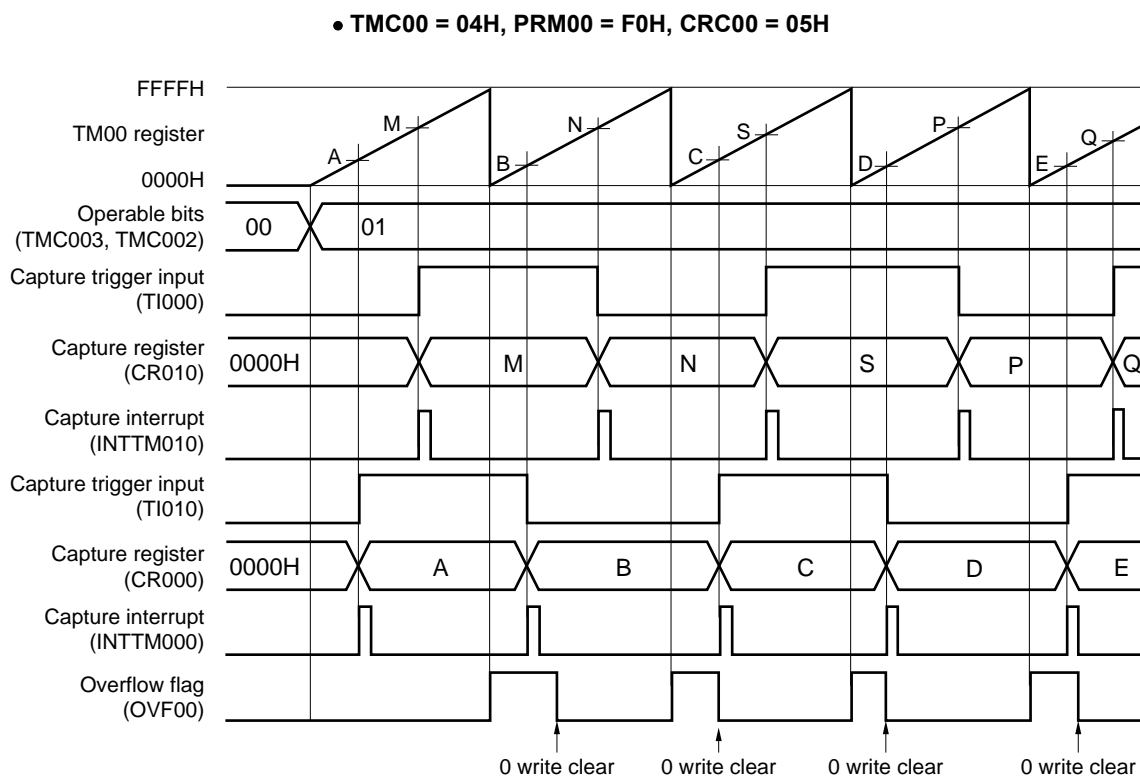 • TMC00 = 04H, PRM00 = F0H, CRC00 = 05H
FFFFH
TM00 register
0000H
A M B N C S D P E Q
Operable bits
(TMC003, TMC002)
00 01
Capture trigger input
(TI000)
Capture register
(CR010)
0000H M N S P Q
Capture interrupt
(INTTM010)
Capture trigger input
(TI010)
Capture register
(CR000)
0000H A B C D E
Capture interrupt
(INTTM000)
Overflow flag
(OVF00)
0 write clear 0 write clear 0 write clear 0 write clear